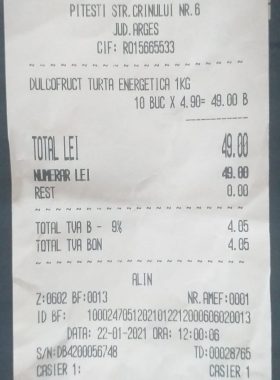 PITESTI STR.CRINULUI NR.6
JUD.ARGES
CIF: RO15665533
DULCOFRUCT TURTA ENERGETICA 1KG
10 BUC X 4.90= 49.00 B
TOTAL LEI 49.00
NUMERAR LEI 49.00
REST 0.00
TOTAL TVA B - 9% 4.05
TOTAL TVA BON 4.05
ALIN
Z:0602 BF:0013 NR.AMEF:0001
ID BF: 1000247051202101221200060602001​3
DATA: 22-01-2021 ORA: 12:00:06
S/N:DB4200056748 TD:00028765
CASIER 1: CASIER 1